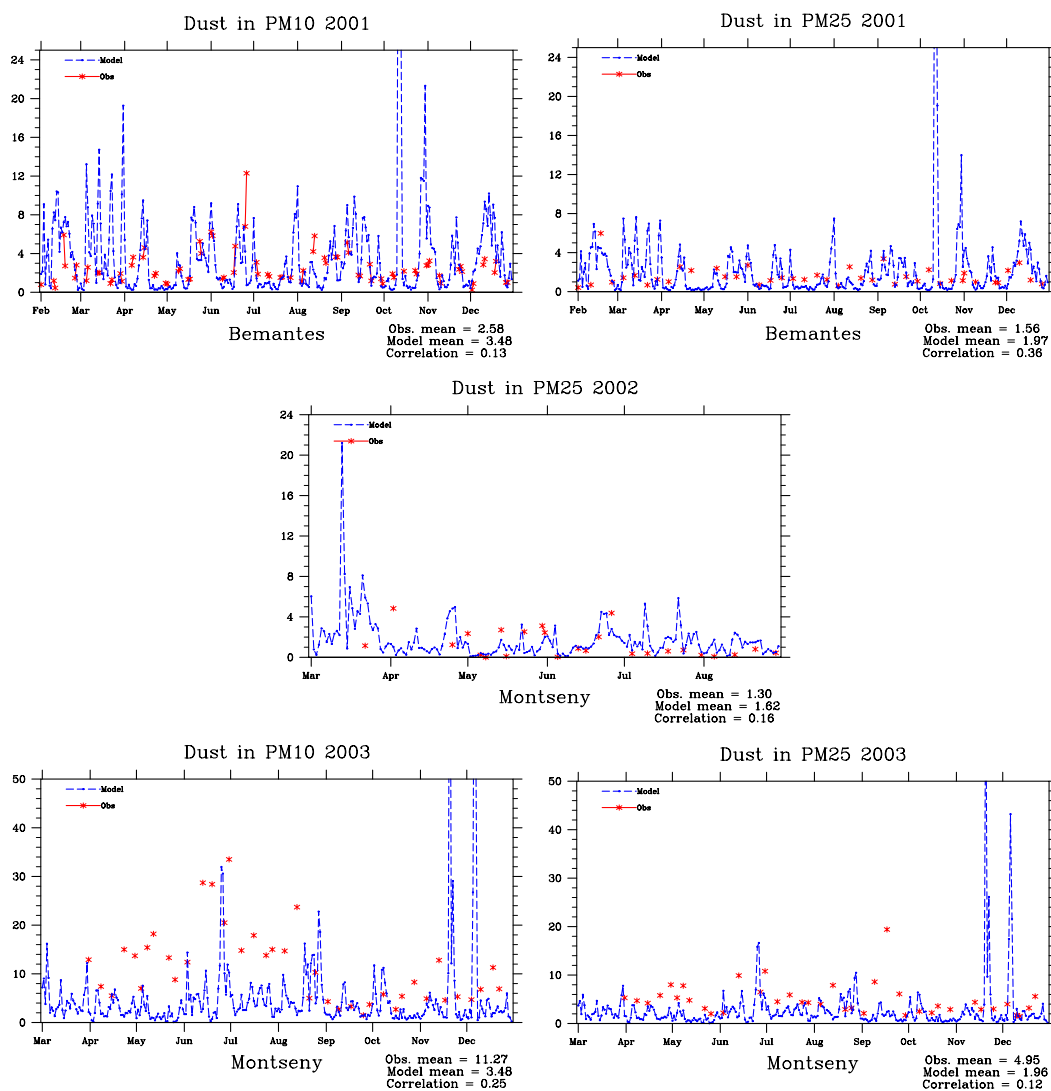 Dust in PM10 2001
24
20
16
12
8
4
0
Model
Obs
Feb Mar Apr May Jun Jul Aug Sep Oct Nov Dec
Bemantes
Obs. mean = 2.58
Model mean = 3.48
Correlation = 0.13
Dust in PM25 2001
24
20
16
12
8
4
0
Model
Obs
Feb Mar Apr May Jun Jul Aug Sep Oct Nov Dec
Bemantes
Obs. mean = 1.56
Model mean = 1.97
Correlation = 0.36
Dust in PM25 2002
24
20
16
12
8
4
0
Model
Obs
Mar Apr May Jun Jul Aug
Montseny
Obs. mean = 1.30
Model mean = 1.62
Correlation = 0.16
Dust in PM10 2003
50
40
30
20
10
0
Model
Obs
Mar Apr May Jun Jul Aug Sep Oct Nov Dec
Montseny
Obs. mean = 11.27
Model mean = 3.48
Correlation = 0.25
Dust in PM25 2003
50
40
30
20
10
0
Model
Obs
Mar Apr May Jun Jul Aug Sep Oct Nov Dec
Montseny
Obs. mean = 4.95
Model mean = 1.96
Correlation = 0.12